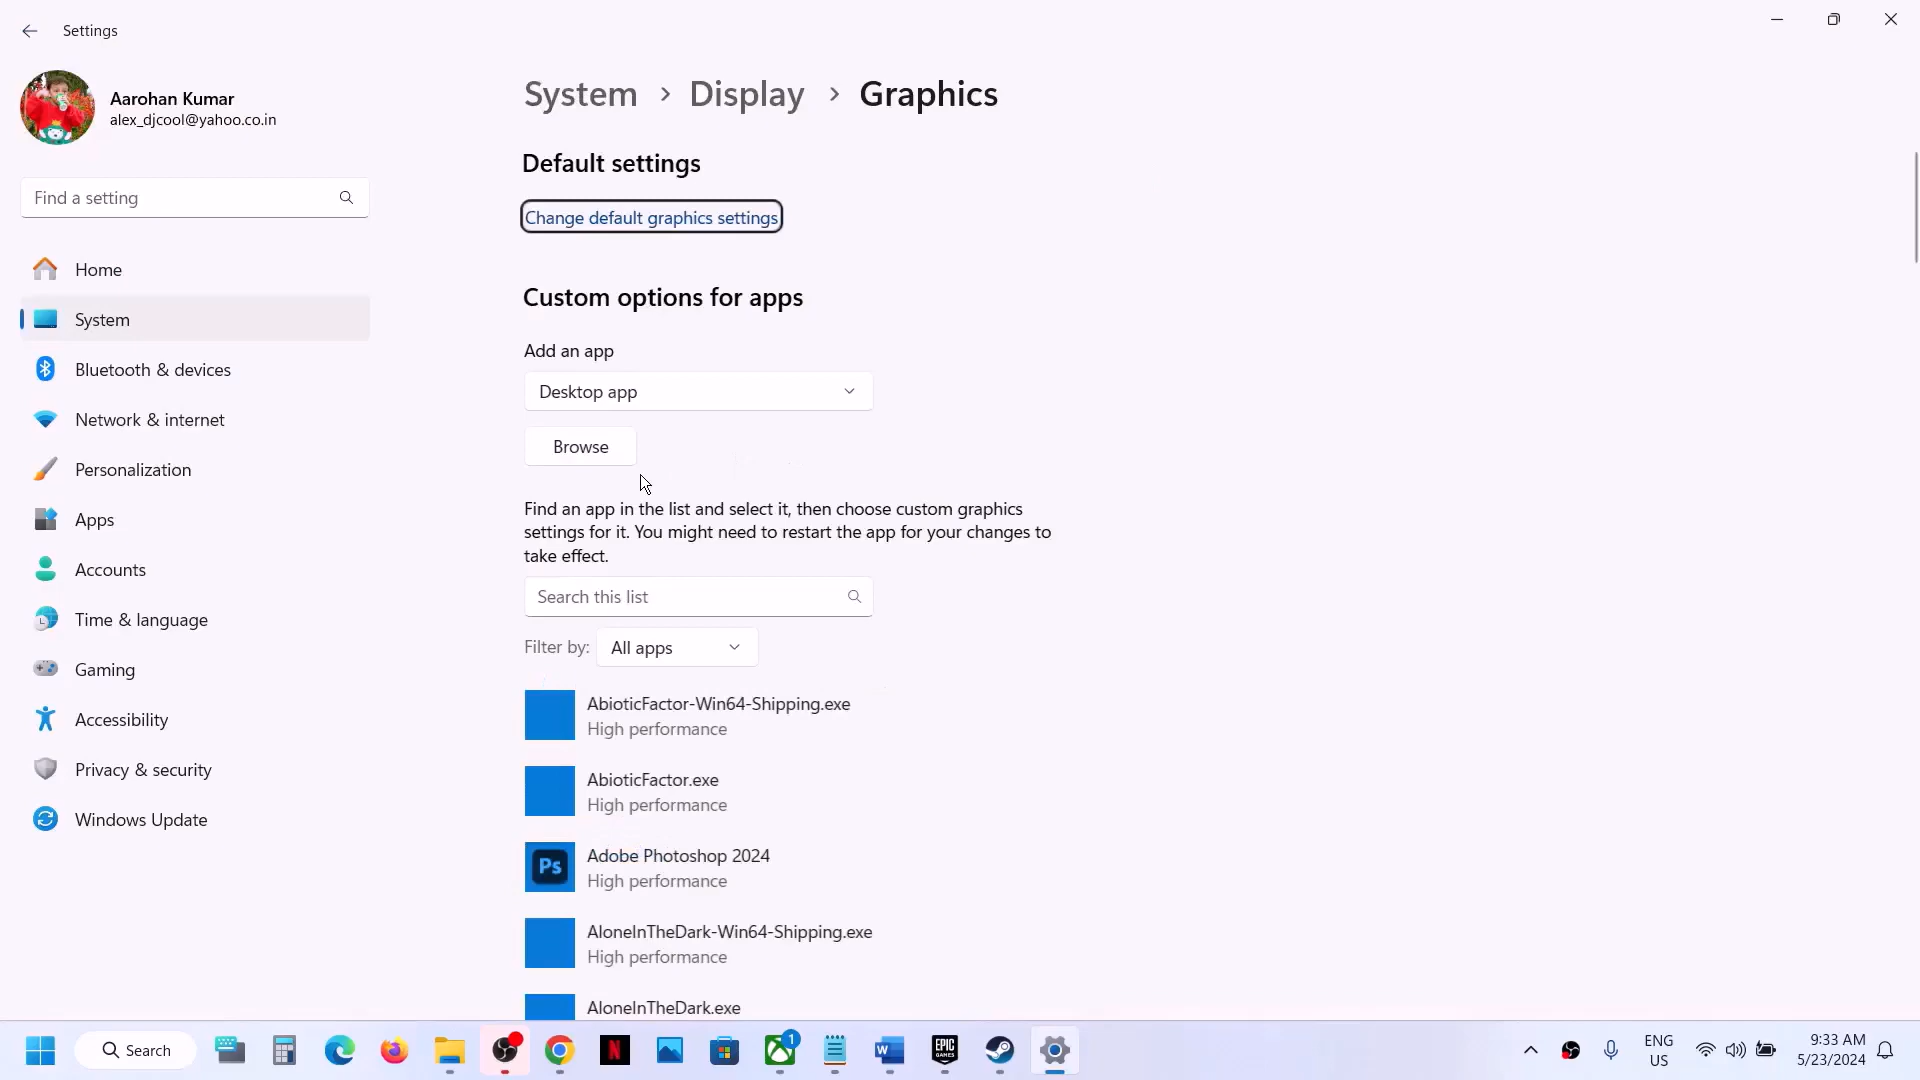 Settings
Aarohan Kumar
alex_djcool@yahoo.co.in
Find a setting
Home
System
Bluetooth & devices
Network & internet
Personalization
Apps
Accounts
Time & language
Gaming
Accessibility
Privacy & security
Windows Update
System > Display > Graphics
Default settings
Change default graphics settings
Custom options for apps
Add an app
Desktop app
Browse
Find an app in the list and select it, then choose custom graphics
settings for it. You might need to restart the app for your changes to
take effect.
Search this list
Filter by: All apps
AbioticFactor-Win64-Shipping.exe
High performance
AbioticFactor.exe
High performance
Ps
Adobe Photoshop 2024
High performance
AloneInTheDark-Win64-Shipping.exe
High performance
AloneInTheDark.exe
Search
N
1
W
EPIC
GAMES
ENG
US
9:33 AM
5/23/2024